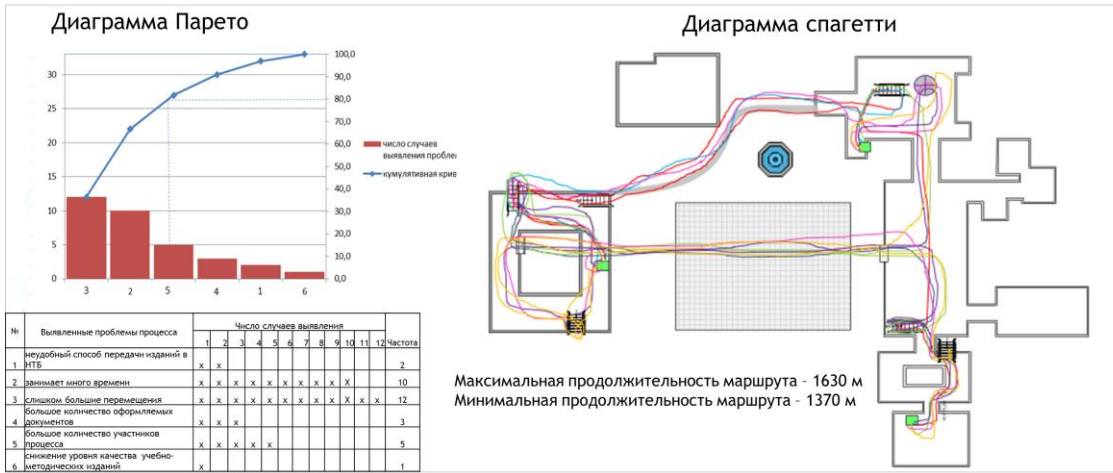 Диаграмма Парето
Диаграмма спагетти
30
25
20
15
10
5
0
100,0
90,0
80,0
70,0
60,0
50,0
40,0
30,0
20,0
10,0
0,0
3 2 5 4 1 6
число случаев
выявления пробле
кумулятивная крив
№ Выявленные проблемы процесса Число случаев выявления Частота
1 2 3 4 5 6 7 8 9 10 11 12
1 неудобный способ передачи изданий в
НТБ x x 2
2 занимает много времени x x x x x x x x x X 10
3 слишком большие перемещения x x x x x x x x x X x x 12
4 большое количество оформляемых
документов x x x 3
5 большое количество участников
процесса x x x x x 5
6 снижение уровня качества учебно-
методических изданий x 1
Максимальная продолжительность маршрута – 1630 м
Минимальная продолжительность маршрута – 1370 м